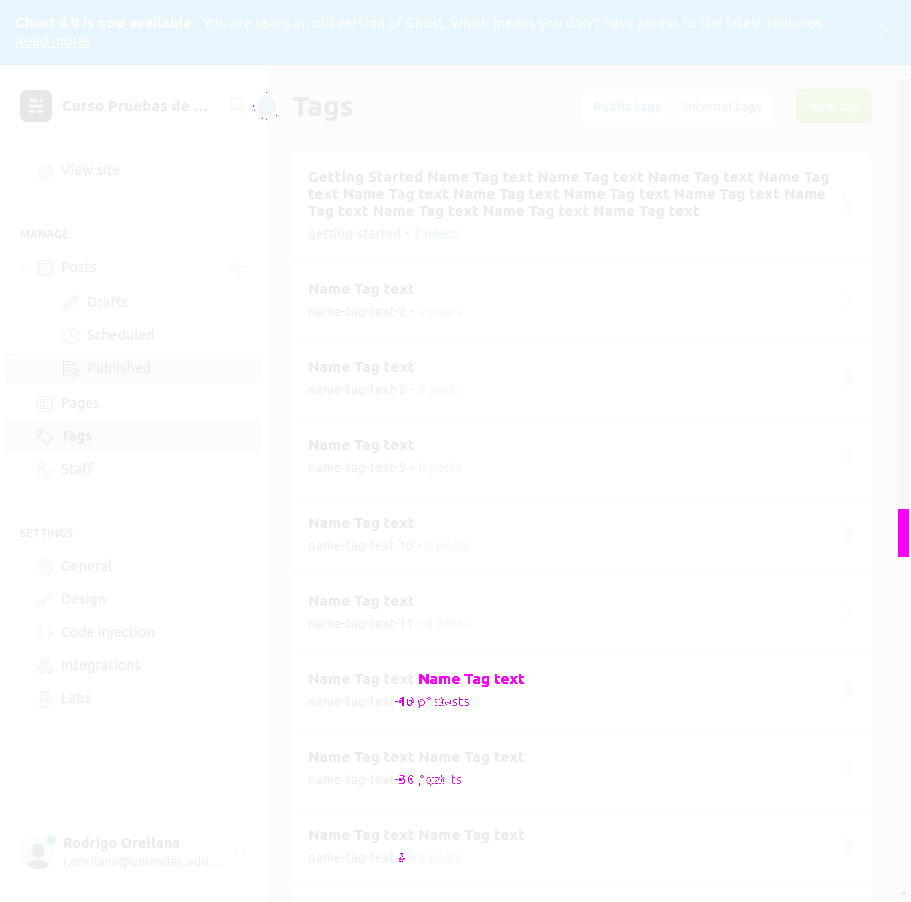 Ghost 4.0 is now available - You are using an old version of Ghost, which means you don't have access to the latest features.
Read more!
Curso Pruebas de ...
Tags
Public tags
Internal tags
New tag
View site
MANAGE
Posts
Drafts
Scheduled
Published
Pages
Tags
Staff
SETTINGS
General
Design
Code injection
Integrations
Labs
Rodrigo Orellana
r.orellana@uniandes.edu...
Getting Started Name Tag text Name Tag text Name Tag text Name Tag
text Name Tag text Name Tag text Name Tag text Name Tag text Name
Tag text Name Tag text Name Tag text Name Tag text
getting-started • 7 posts
Name Tag text
name-tag-text-2 • 0 posts
Name Tag text
name-tag-text-5 • 0 posts
Name Tag text
name-tag-text-9 • 0 posts
Name Tag text
name-tag-text-10 • 0 posts
Name Tag text
name-tag-text-11 • 0 posts
Name Tag text Name Tag text
name-tag-text
Name Tag text Name Tag text
name-tag-text
Name Tag text Name Tag text
name-tag-text • 0 posts